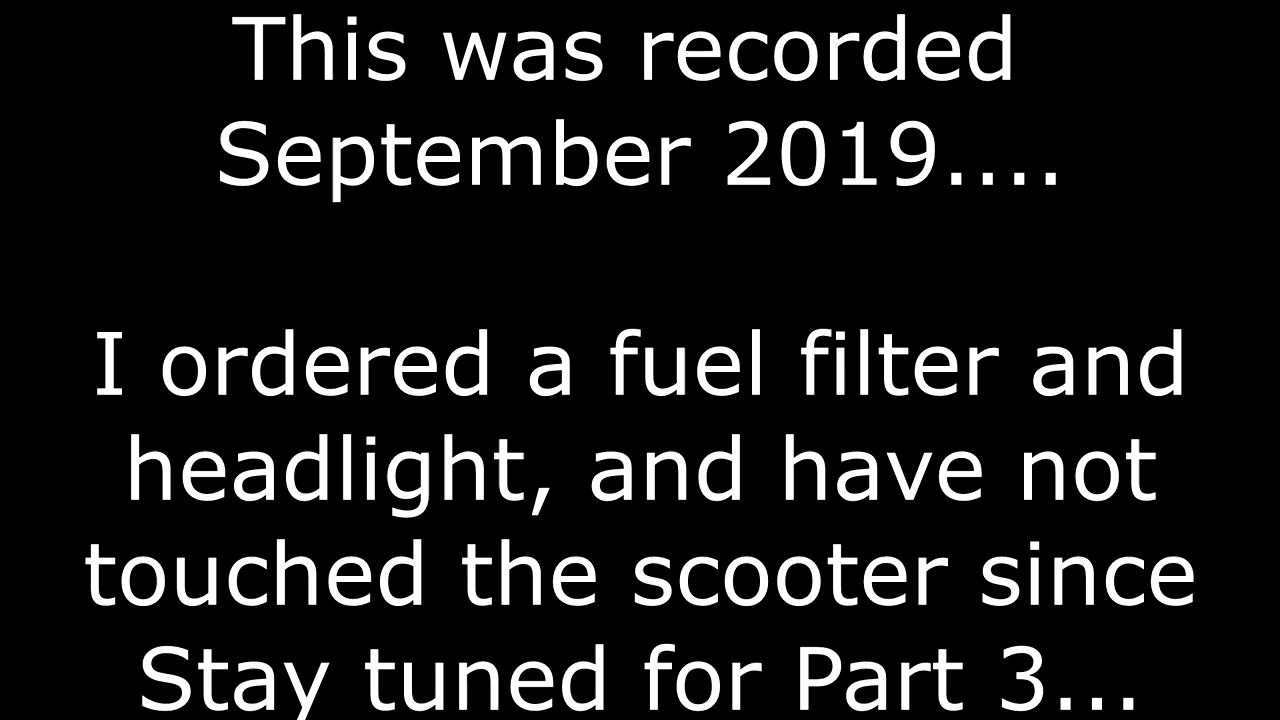 This was recorded
September 2019....
I ordered a fuel filter and
headlight, and have not
touched the scooter since
Stay tuned for Part 3...